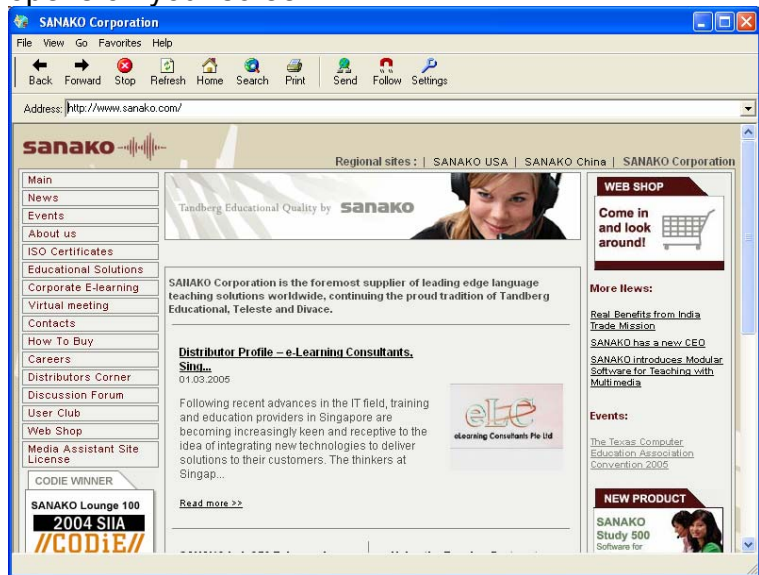 SANAKO Corporation
File View Go Favorites Help
Back Forward Stop Refresh Home Search Print Send Follow Settings
Address: http://www.sanako.com/
sanako
Regional sites : | SANAKO USA | SANAKO China | SANAKO Corporation
Main
News
Events
About us
ISO Certificates
Educational Solutions
Corporate E-learning
Virtual meeting
Contacts
How To Buy
Careers
Distributors Corner
Discussion Forum
User Club
Web Shop
Media Assistant Site
License
CODIE WINNER
SANAKO Lounge 100
2004 SIIA
//CODiE//
Tandberg Educational Quality by sanako
SANAKO Corporation is the foremost supplier of leading edge language
teaching solutions worldwide, continuing the proud tradition of Tandberg
Educational, Teleste and Divace.
Distributor Profile – e-Learning Consultants,
Sing...
01.03.2005
Following recent advances in the IT field, training
and education providers in Singapore are
becoming increasingly keen and receptive to the
idea of integrating new technologies to deliver
solutions to their customers. The thinkers at
Singap...
eLC
eLearning Consultants Pte Ltd
Read more >>
WEB SHOP
Come in
and look
around!
More News:
Real Benefits from India
Trade Mission
SANAKO has a new CEO
SANAKO introduces Modular
Software for Teaching with
Multimedia
Events:
The Texas Computer
Education Association
Convention 2005
NEW PRODUCT
SANAKO
Study 500
Software for